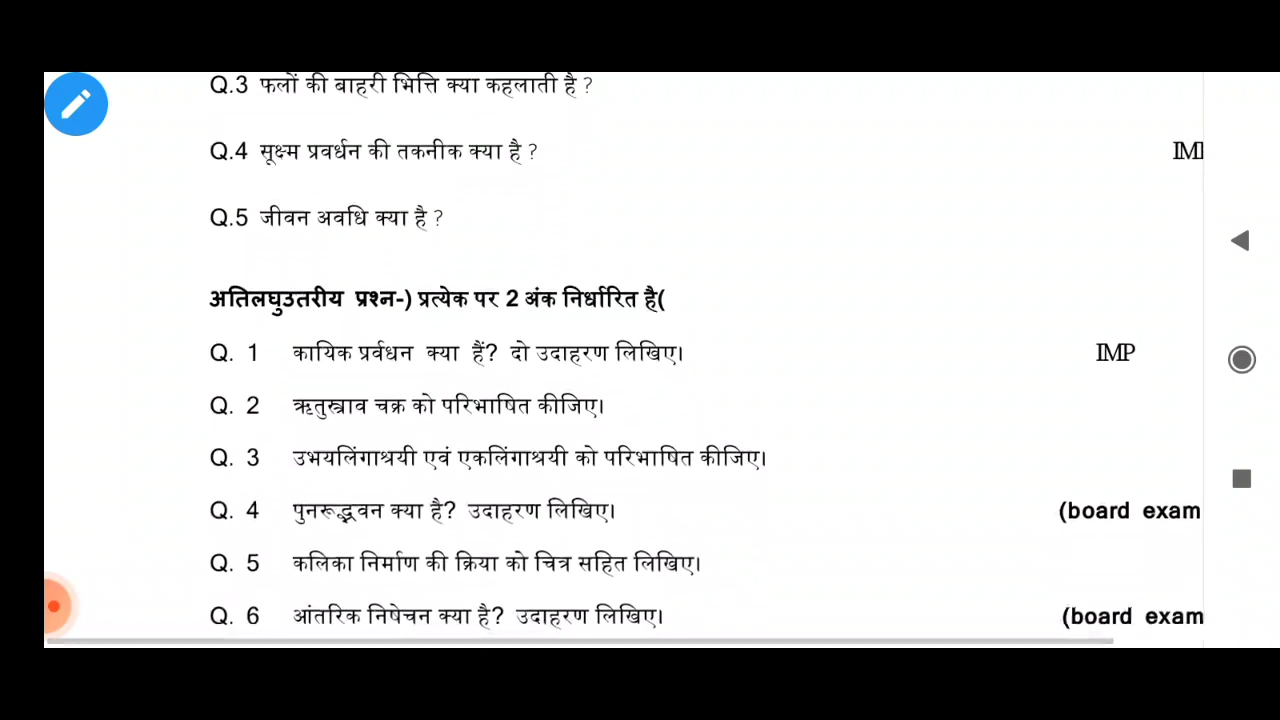 Q.3 फलों की बाहरी भित्ति क्या कहलाती है ?
Q.4 सूक्ष्म प्रवर्धन की तकनीक क्या है ?
Q.5 जीवन अवधि क्या है ?
अतिलघुउतरीय प्रश्न-) प्रत्येक पर 2 अंक निर्धारित है(
Q. 1 कायिक प्रर्वधन क्या हैं? दो उदाहरण लिखिए। IMP
Q. 2 ऋतुस्त्राव चक्र को परिभाषित कीजिए।
Q. 3 उभयलिंगाश्रयी एवं एकलिंगाश्रयी को परिभाषित कीजिए।
Q. 4 पुनरूद्भवन क्या है? उदाहरण लिखिए। (board exam
Q. 5 कलिका निर्माण की क्रिया को चित्र सहित लिखिए।
Q. 6 आंतरिक निषेचन क्या है? उदाहरण लिखिए। (board exam